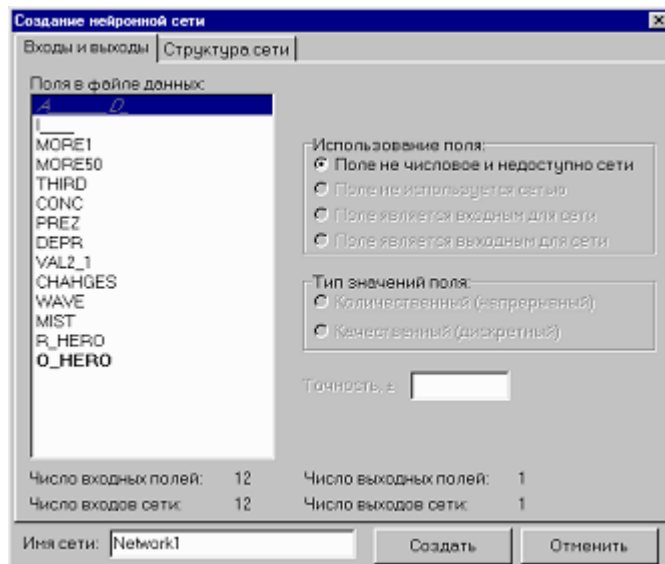 Создание нейронной сети
Входы и выходы
Структура сети
Поля в файле данных:
A______D_
I____
MORE1
MORE50
THIRD
CONC
PREZ
DEPR
VAL2_1
CHAHGES
WAVE
MIST
R_HERO
O_HERO
Использование поля:
Поле не числовое и недоступно сети
Поле не используется сетью
Поле является входным для сети
Поле является выходным для сети
Тип значений поля:
Количественный (непрерывный)
Качественный (дискретный)
Точность, ±
Число входных полей: 12
Число выходных полей: 1
Число входов сети: 12
Число выходов сети: 1
Имя сети: Network1
Создать
Отменить